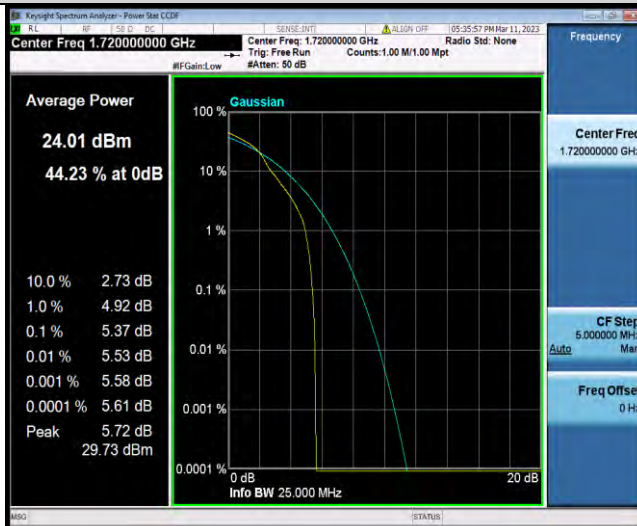 Keysight Spectrum Analyzer - Power Stat CCDF
RL RF 50 Ω DC SENSE:INT ALIGN OFF 05:35:57 PM Mar 11, 2023
Center Freq 1.720000000 GHz
Center Freq: 1.720000000 GHz Radio Std: None
Trig: Free Run Counts:1.00 M/1.00 Mpt
#IFGain:Low #Atten: 50 dB
Frequency
Average Power
24.01 dBm
44.23 % at 0dB
10.0 % 2.73 dB
1.0 % 4.92 dB
0.1 % 5.37 dB
0.01 % 5.53 dB
0.001 % 5.58 dB
0.0001 % 5.61 dB
Peak 5.72 dB
29.73 dBm
Gaussian
100 %
10 %
1 %
0.1 %
0.01 %
0.001 %
0.0001 %
0 dB 20 dB
Info BW 25.000 MHz
Center Freq
1.720000000 GHz
CF Step
5.000000 MHz
Auto Man
Freq Offset
0 Hz
MSG STATUS